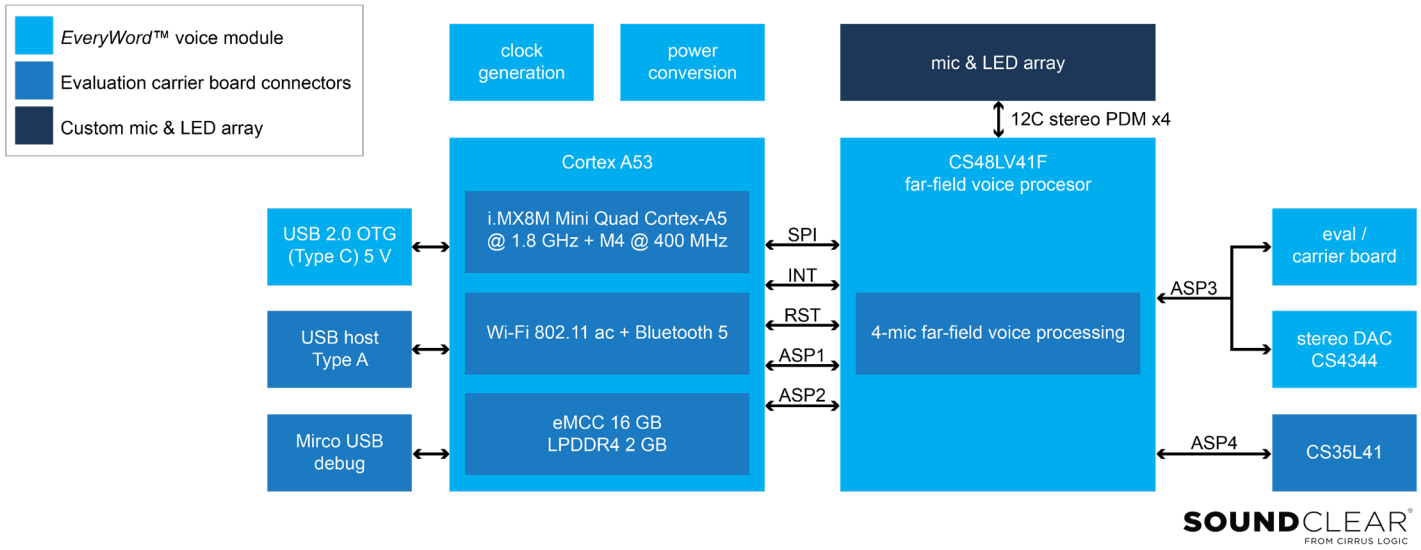 EveryWord™ voice module
Evaluation carrier board connectors
Custom mic & LED array
clock
generation
power
conversion
mic & LED array
12C stereo PDM x4
Cortex A53
i.MX8M Mini Quad Cortex-A5
@ 1.8 GHz + M4 @ 400 MHz
Wi-Fi 802.11 ac + Bluetooth 5
eMCC 16 GB
LPDDR4 2 GB
USB 2.0 OTG
(Type C) 5 V
USB host
Type A
Mirco USB
debug
SPI
INT
RST
ASP1
ASP2
CS48LV41F
far-field voice procesor
4-mic far-field voice processing
ASP3
ASP4
eval /
carrier board
stereo DAC
CS4344
CS35L41
SOUNDCLEAR®
FROM CIRRUS LOGIC